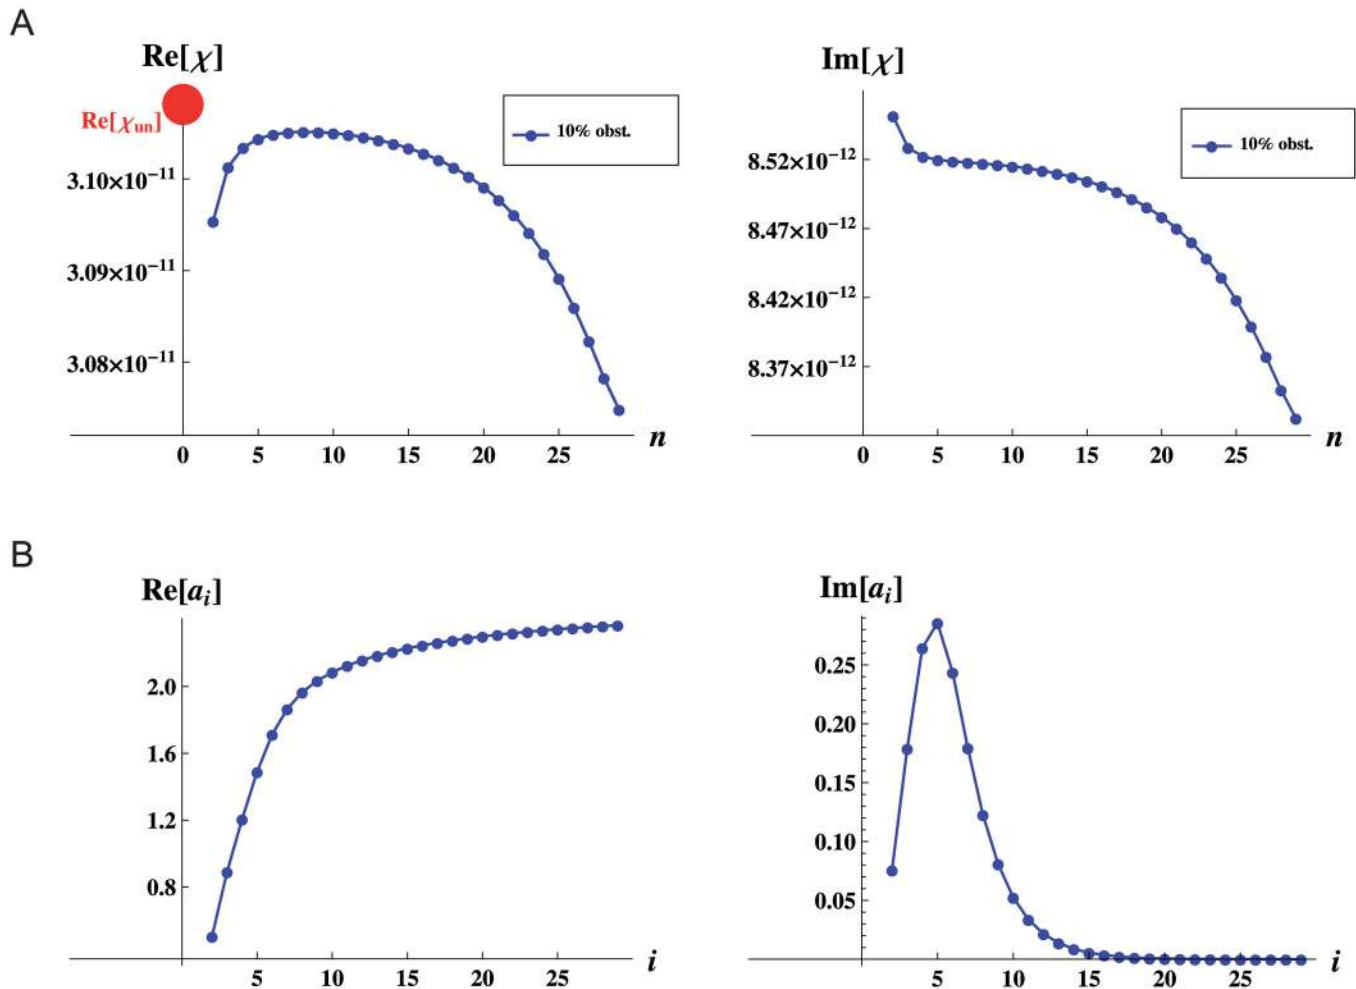 A
Re[χ]
Im[χ]
Re[χun]
10% obst.
10% obst.
3.10×10⁻¹¹
3.09×10⁻¹¹
3.08×10⁻¹¹
8.52×10⁻¹²
8.47×10⁻¹²
8.42×10⁻¹²
8.37×10⁻¹²
0 5 10 15 20 25 n
0 5 10 15 20 25 n
B
Re[ai]
Im[ai]
2.0
1.6
1.2
0.8
0.25
0.20
0.15
0.10
0.05
5 10 15 20 25 i
5 10 15 20 25 i